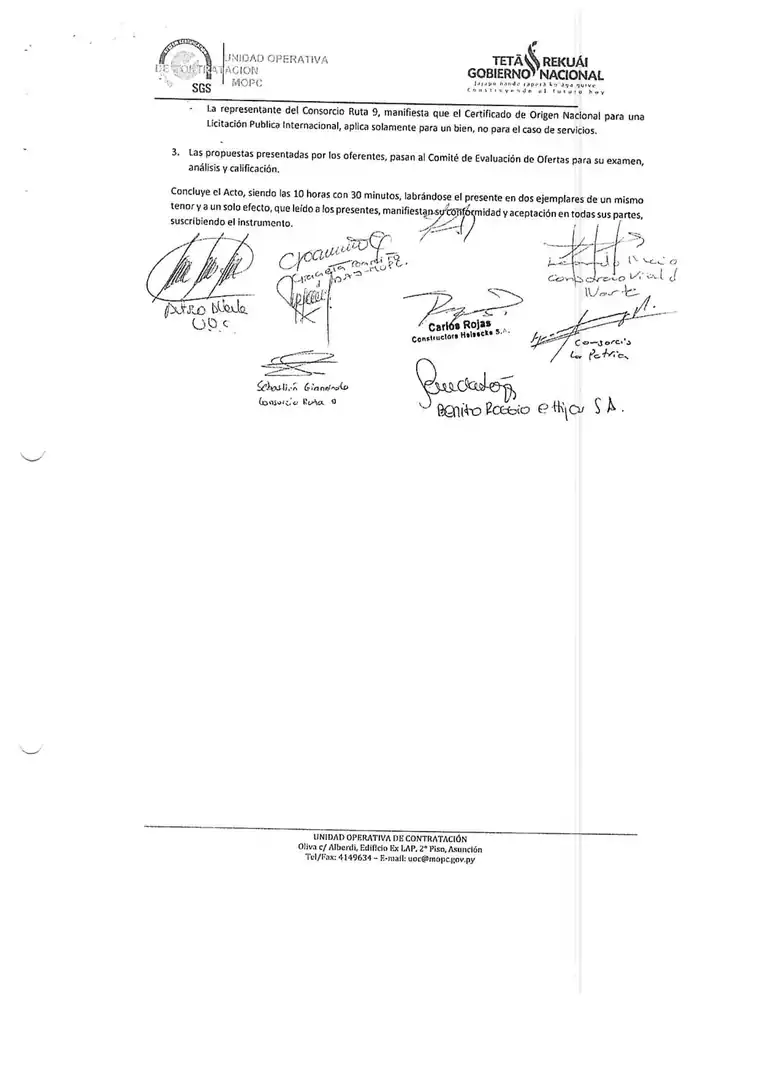 UNIDAD OPERATIVA
DE CONTRATACION
MOPC
SGS
TETÃ REKUÁI
GOBIERNO NACIONAL
Construyendo el futuro hoy
- La representante del Consorcio Ruta 9, manifiesta que el Certificado de Origen Nacional para una
Licitación Publica Internacional, aplica solamente para un bien, no para el caso de servicios.
3. Las propuestas presentadas por los oferentes, pasan al Comité de Evaluación de Ofertas para su examen,
análisis y calificación.
Concluye el Acto, siendo las 10 horas con 30 minutos, labrándose el presente en dos ejemplares de un mismo
tenor y a un solo efecto, que leído a los presentes, manifiestan su conformidad y aceptación en todas sus partes,
suscribiendo el instrumento.
MOPC.
Consorcio Vial d
Norte
UOC
Carlos Rojas
Constructora Heisecke S.A.
Consorcio
La Patria
Sebastián
Consorcio Ruta 9
Benito Roggio e Hijos SA.
UNIDAD OPERATIVA DE CONTRATACIÓN
Oliva c/ Alberdi, Edificio Ex LAP, 2° Piso, Asunción
Tel/Fax: 4149634 – E-mail: uoc@mopc.gov.py